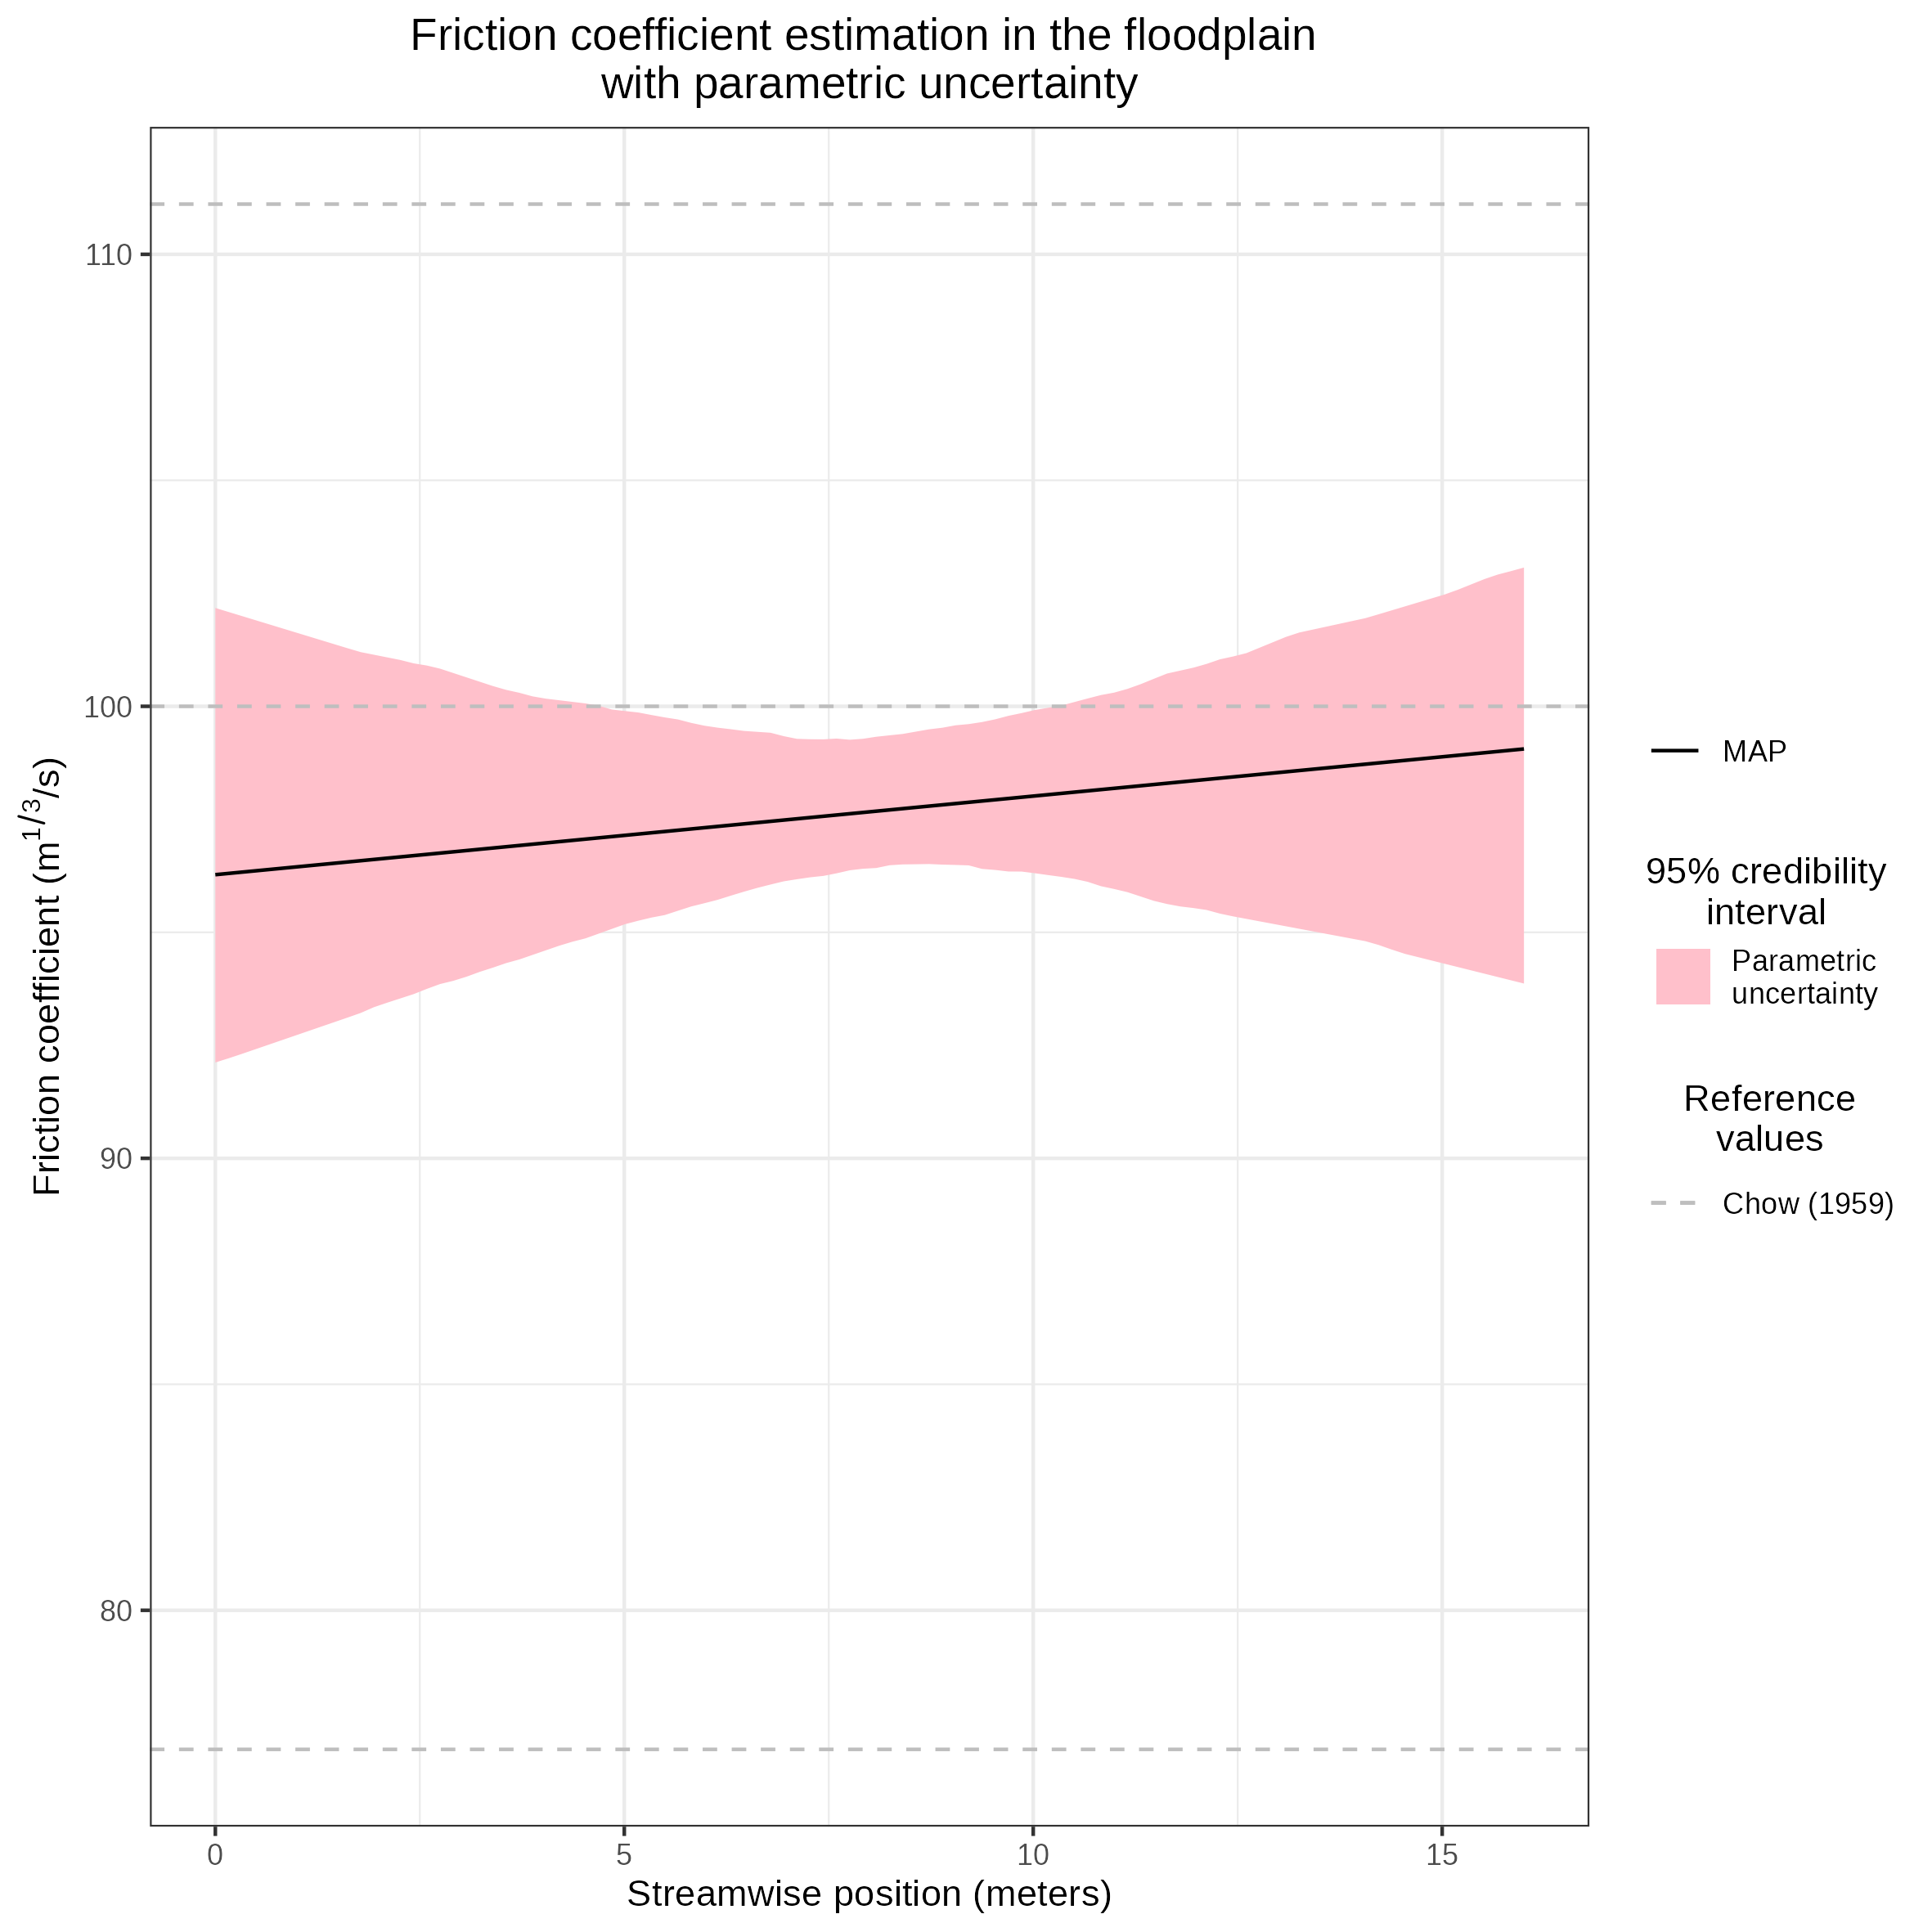 Friction coefficient estimation in the floodplain
with parametric uncertainty
Friction coefficient (m^1/3/s)
110
100
90
80
0
5
10
15
Streamwise position (meters)
MAP
95% credibility
interval
Parametric
uncertainty
Reference
values
Chow (1959)